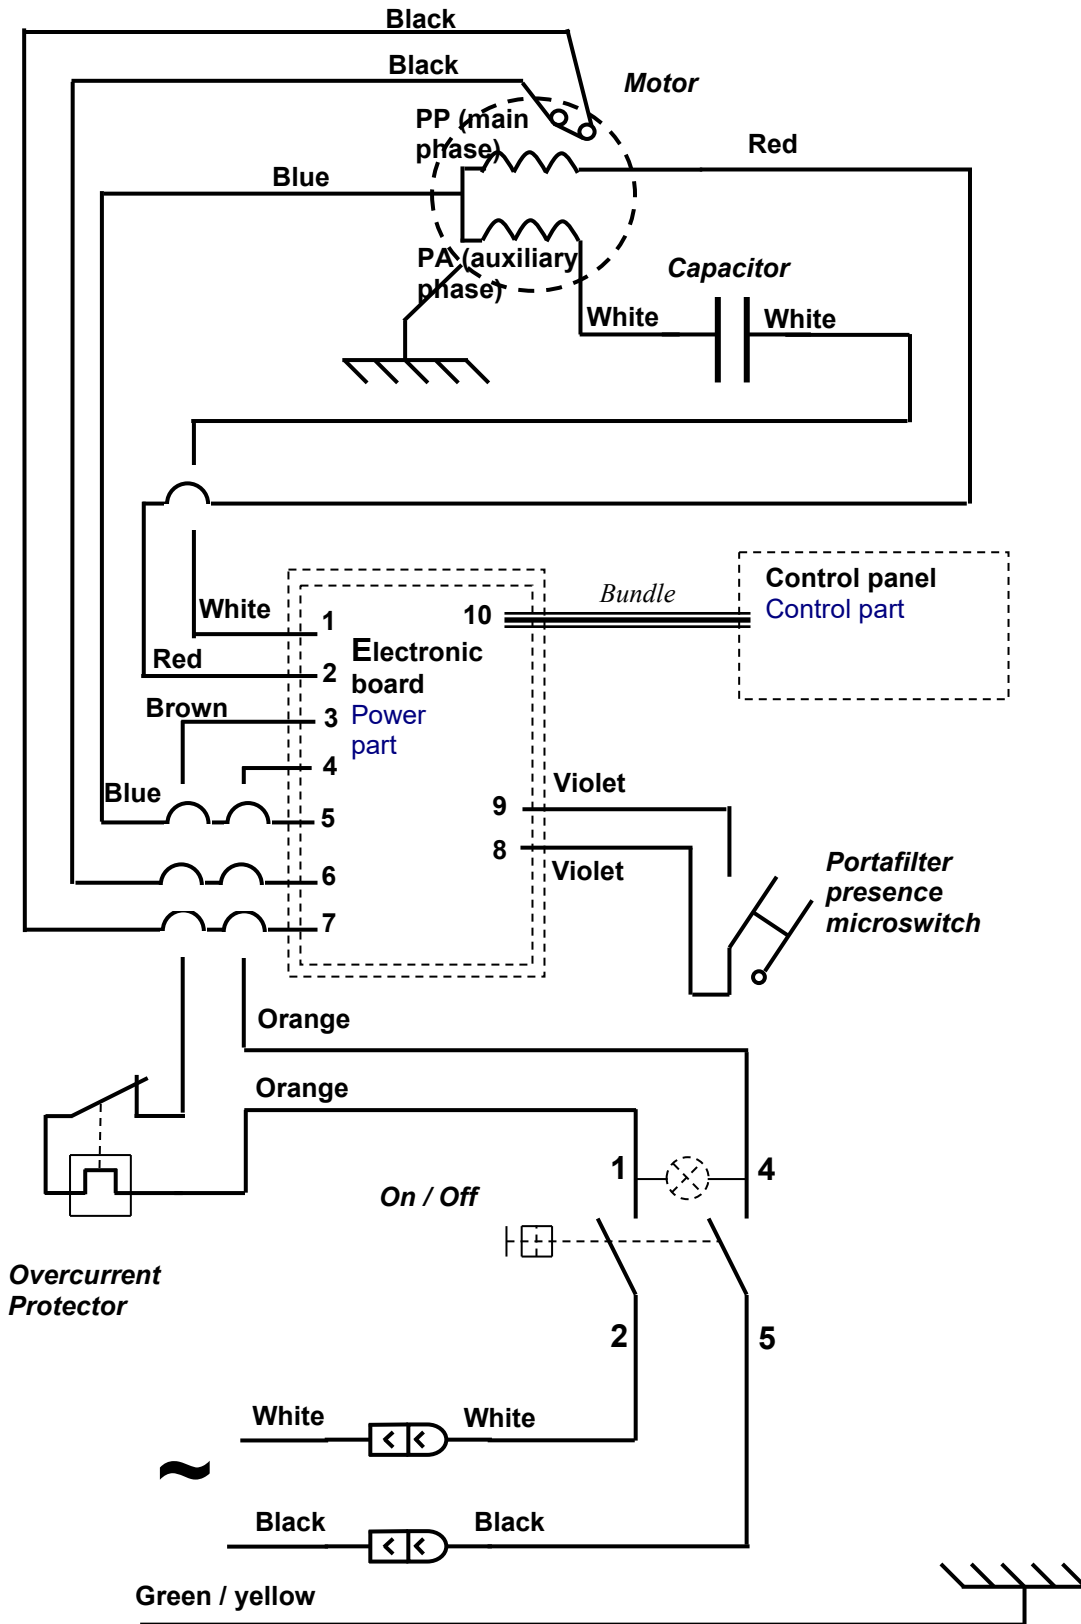 Black
Black
Motor
PP (main
phase)
Red
Blue
PA (auxiliary
phase)
Capacitor
White
White
Bundle
Control panel
Control part
White
1
10
Electronic
board
Power
part
Red
2
Brown
3
4
Blue
5
9
Violet
8
Violet
6
7
Portafilter
presence
microswitch
Orange
Orange
1
4
On / Off
Overcurrent
Protector
2
5
White
White
~
Black
Black
Green / yellow